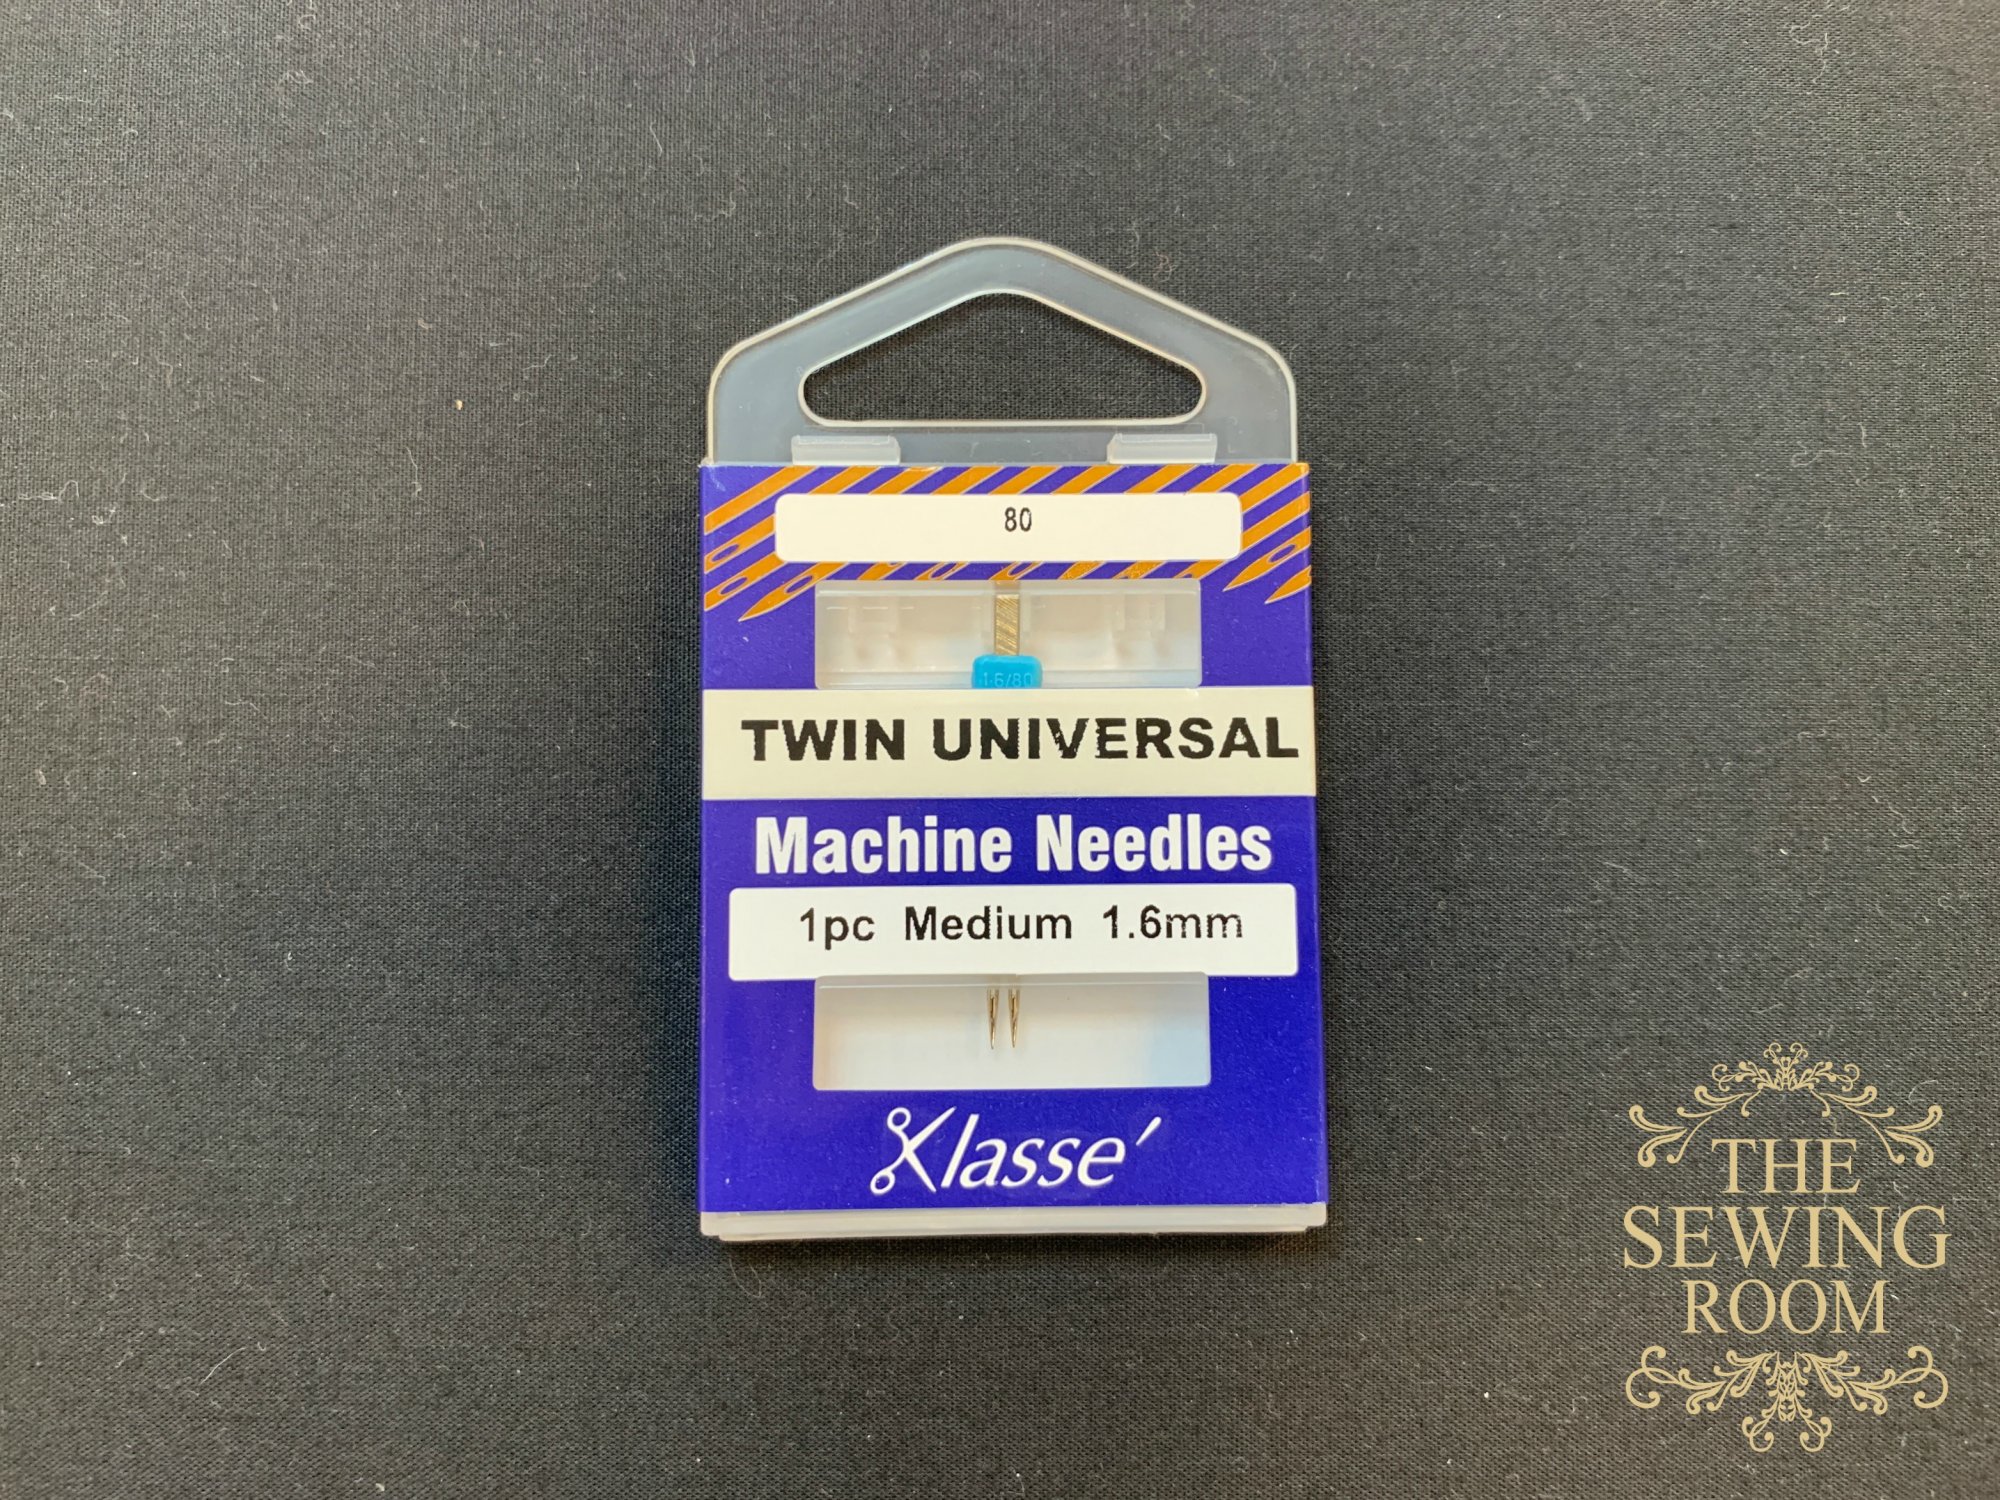 80
1.6/80
TWIN UNIVERSAL
Machine Needles
1pc Medium 1.6mm
Klasse´
THE
SEWING
ROOM